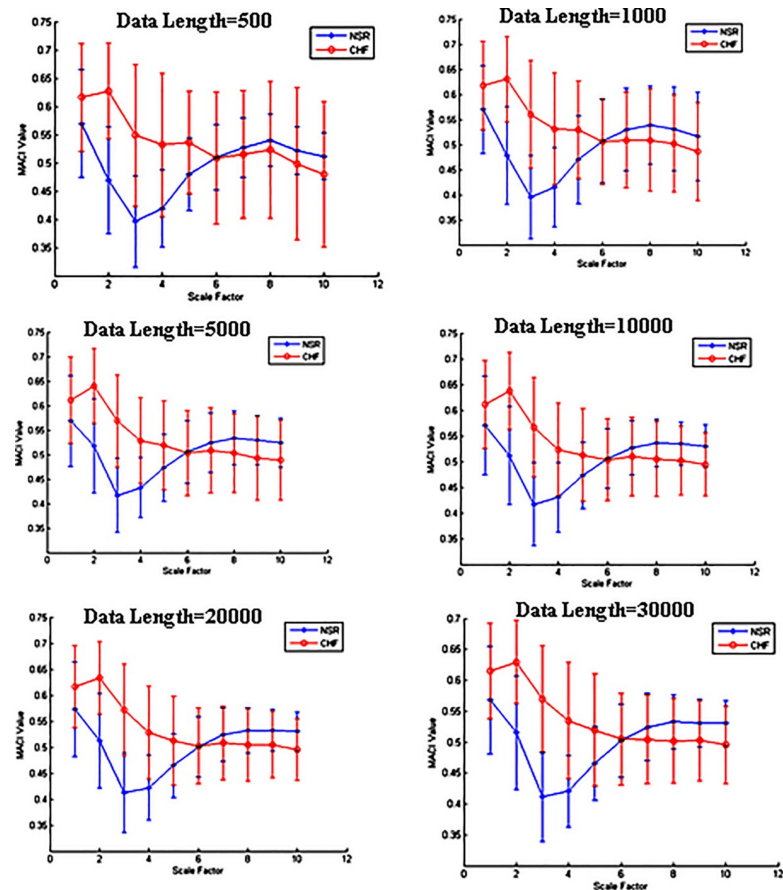 Data Length=500
NSR
CHF
0.75
0.7
0.65
0.6
0.55
0.5
0.45
0.4
0.35
MACI Value
0 2 4 6 8 10 12
Scale Factor
Data Length=1000
NSR
CHF
0.75
0.7
0.65
0.6
0.55
0.5
0.45
0.4
0.35
MACI Value
0 2 4 6 8 10 12
Scale Factor
Data Length=5000
NSR
CHF
0.75
0.7
0.65
0.6
0.55
0.5
0.45
0.4
0.35
MACI Value
0 2 4 6 8 10 12
Scale Factor
Data Length=10000
NSR
CHF
0.75
0.7
0.65
0.6
0.55
0.5
0.45
0.4
0.35
MACI Value
0 2 4 6 8 10 12
Scale Factor
Data Length=20000
NSR
CHF
0.75
0.7
0.65
0.6
0.55
0.5
0.45
0.4
0.35
MACI Value
0 2 4 6 8 10 12
Scale Factor
Data Length=30000
NSR
CHF
0.7
0.65
0.6
0.55
0.5
0.45
0.4
0.35
MACI Value
0 2 4 6 8 10 12
Scale Factor